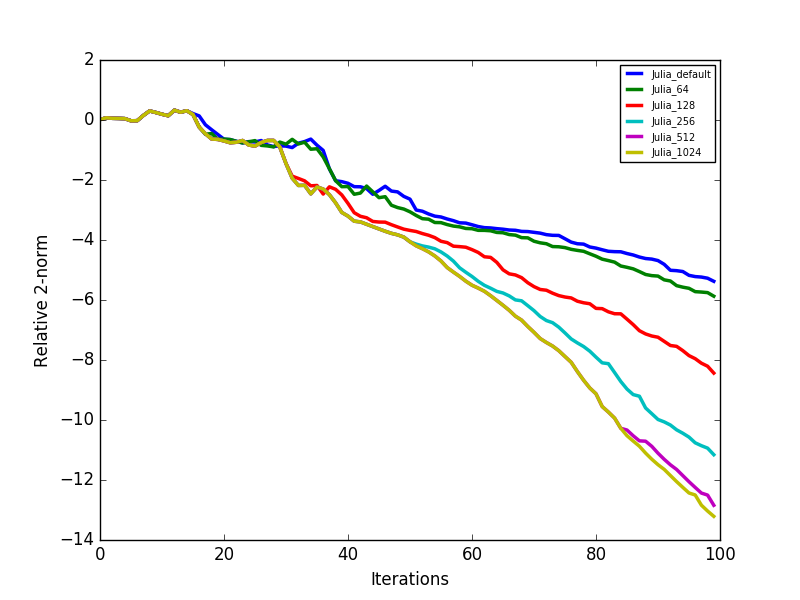 2
0
−2
−4
−6
−8
−10
−12
−14
0 20 40 60 80 100
Relative 2-norm
Iterations
Julia_default
Julia_64
Julia_128
Julia_256
Julia_512
Julia_1024